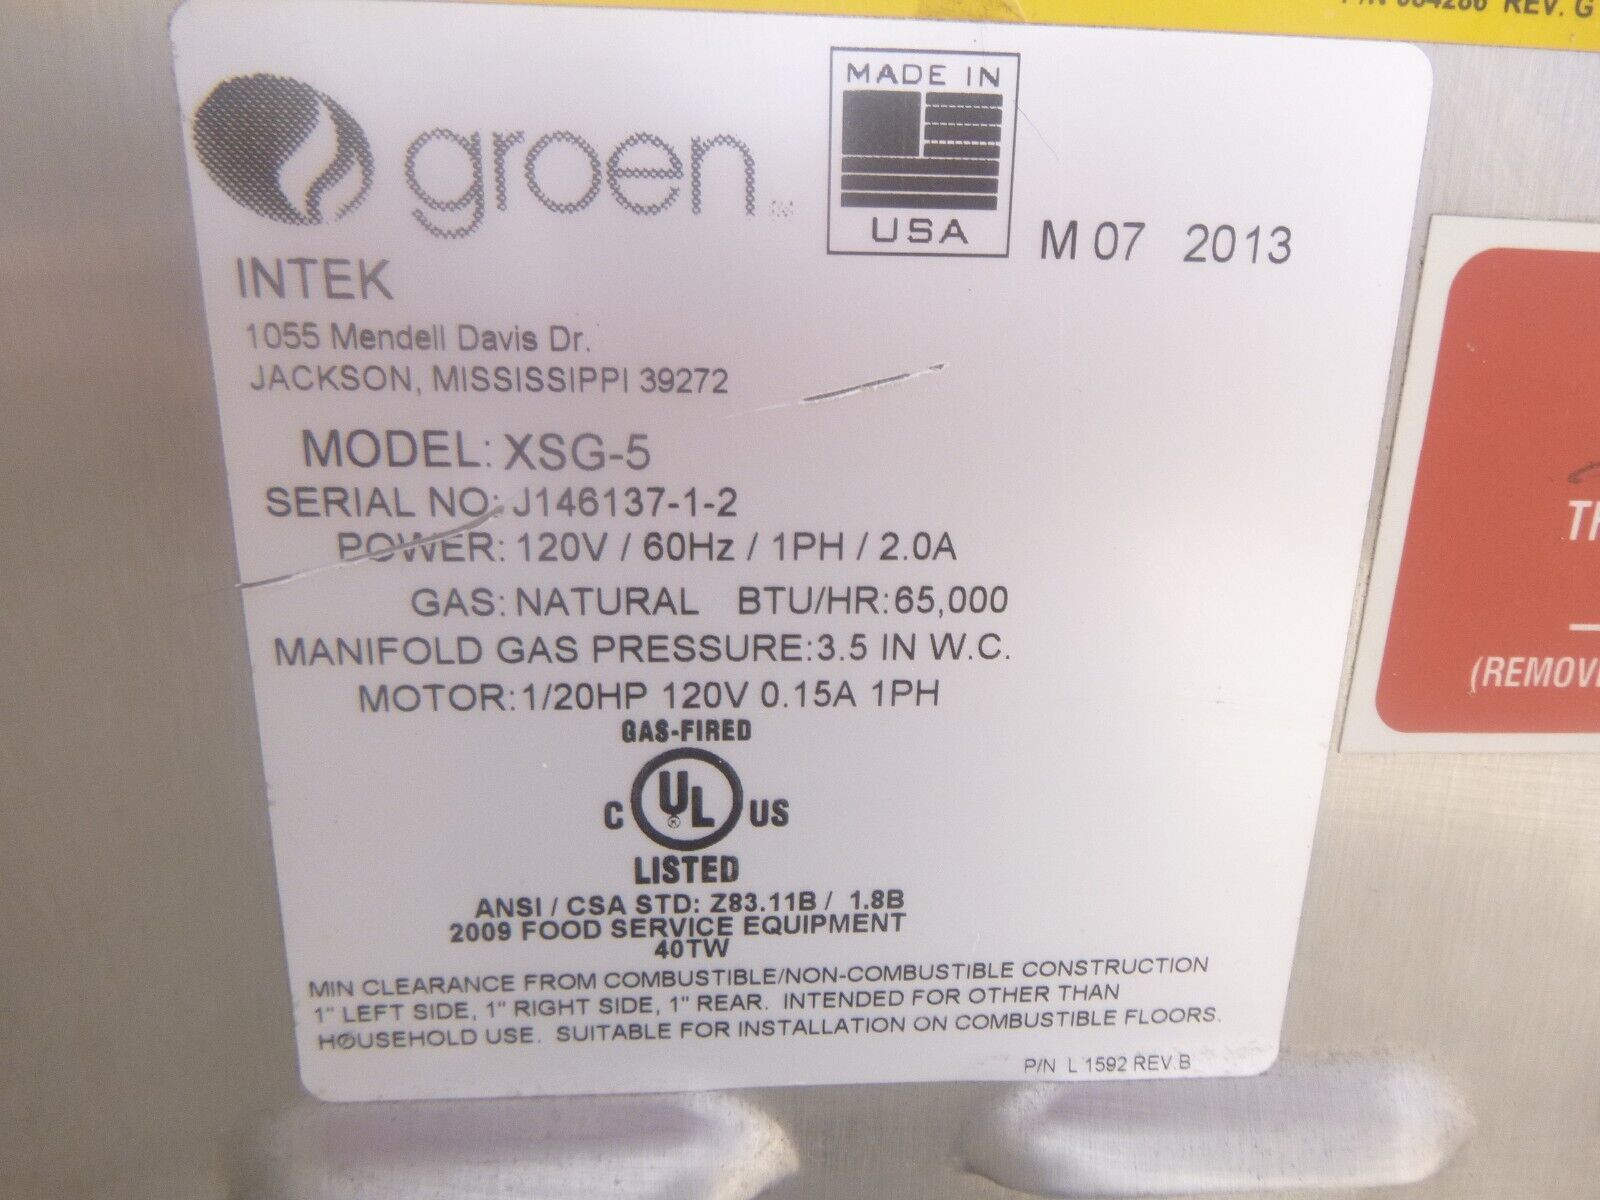 REV. G
groen
MADE IN
USA
M 07 2013
INTEK
1055 Mendell Davis Dr.
JACKSON, MISSISSIPPI 39272
MODEL: XSG-5
SERIAL NO: J146137-1-2
POWER: 120V / 60Hz / 1PH / 2.0A
GAS: NATURAL BTU/HR: 65,000
MANIFOLD GAS PRESSURE: 3.5 IN W.C.
MOTOR: 1/20HP 120V 0.15A 1PH
GAS-FIRED
C UL® US
LISTED
ANSI / CSA STD: Z83.11B / 1.8B
2009 FOOD SERVICE EQUIPMENT
40TW
MIN CLEARANCE FROM COMBUSTIBLE/NON-COMBUSTIBLE CONSTRUCTION
1" LEFT SIDE, 1" RIGHT SIDE, 1" REAR. INTENDED FOR OTHER THAN
HOUSEHOLD USE. SUITABLE FOR INSTALLATION ON COMBUSTIBLE FLOORS.
P/N L 1592 REV.B